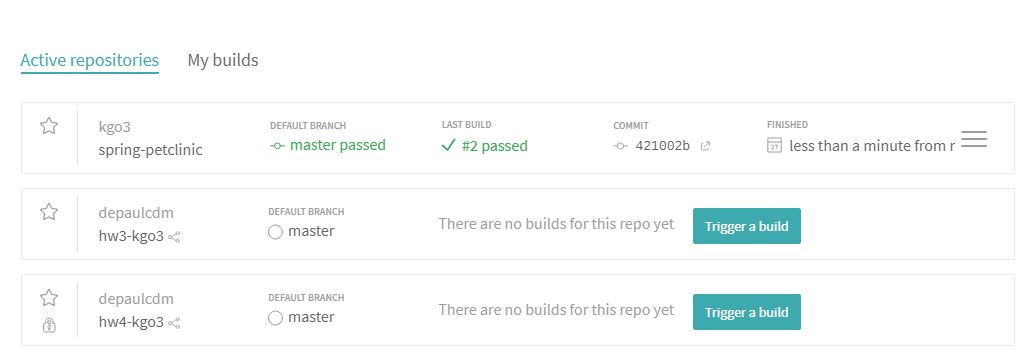 Active repositories My builds
kgo3
spring-petclinic
DEFAULT BRANCH
master passed
LAST BUILD
#2 passed
COMMIT
421002b
FINISHED
27
less than a minute from r
depaulcdm
hw3-kgo3
DEFAULT BRANCH
master
There are no builds for this repo yet
Trigger a build
depaulcdm
hw4-kgo3
DEFAULT BRANCH
master
There are no builds for this repo yet
Trigger a build